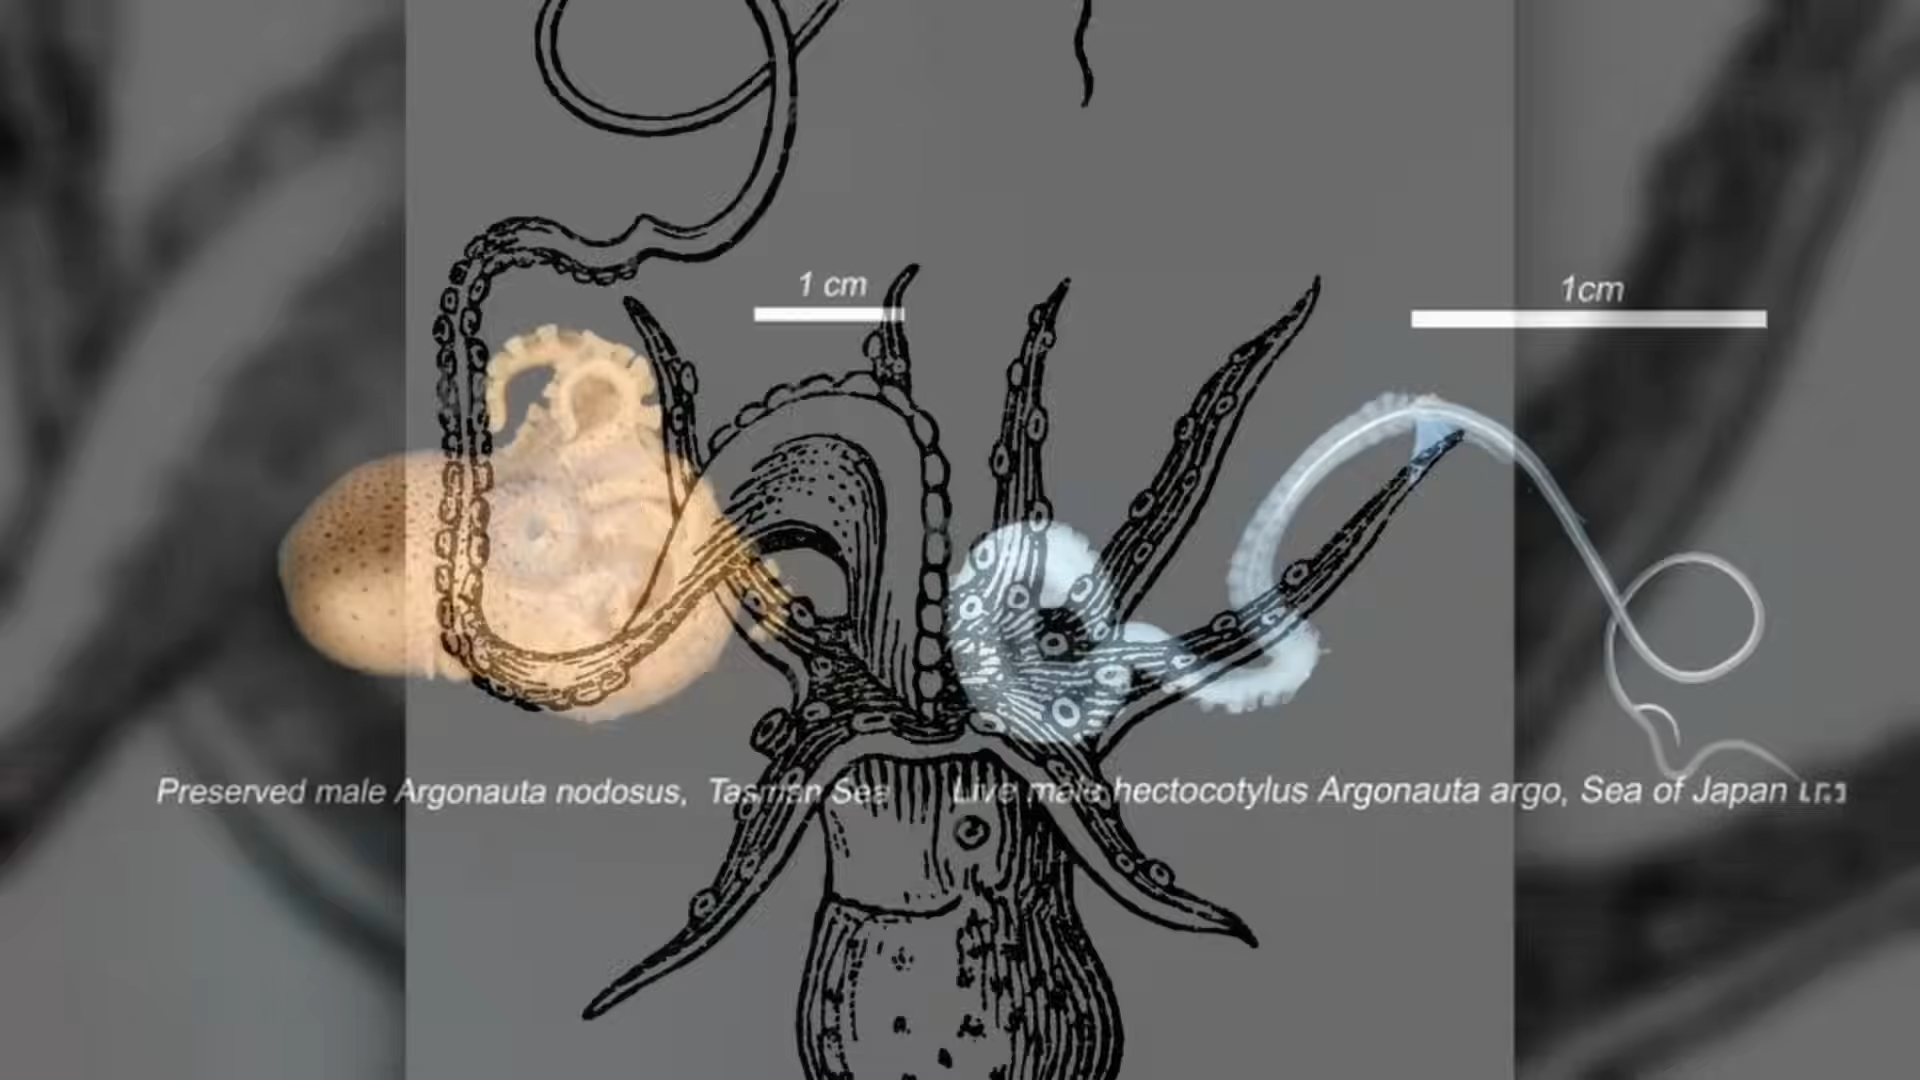 1 cm
1cm
Preserved male Argonauta nodosus, Tasman Sea
Live male hectocotylus Argonauta argo, Sea of Japan